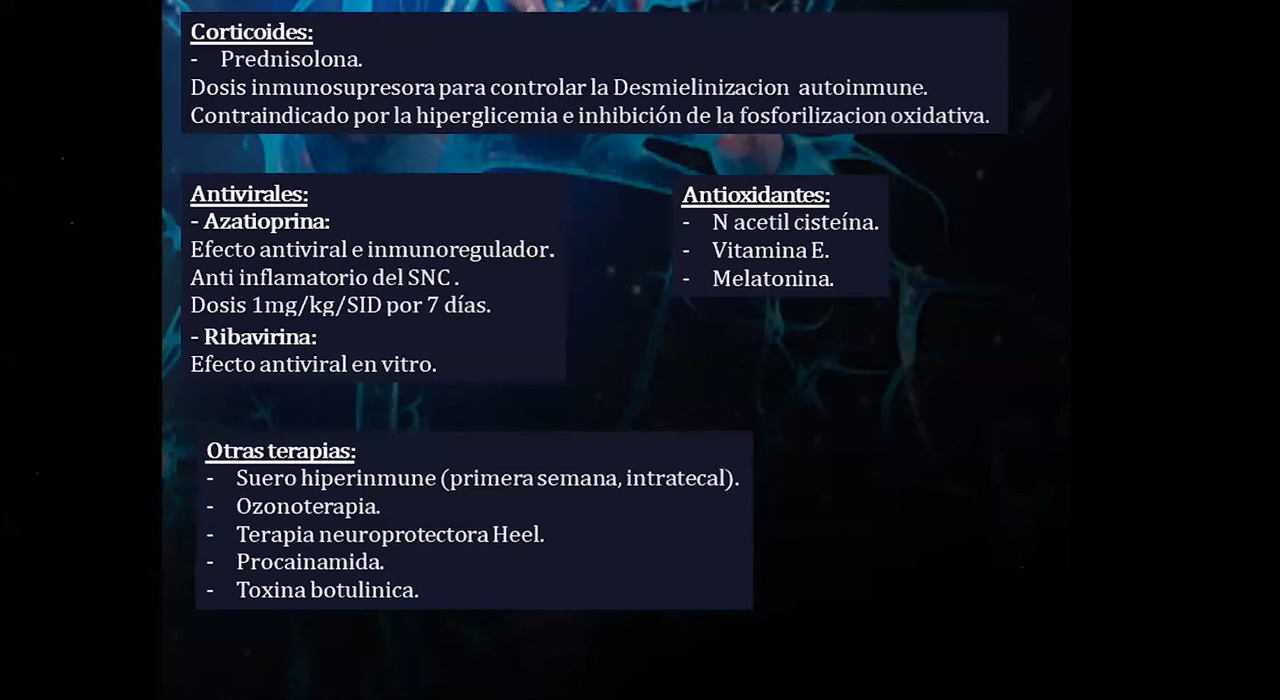 Corticoides:
- Prednisolona.
Dosis inmunosupresora para controlar la Desmielinizacion autoinmune.
Contraindicado por la hiperglicemia e inhibición de la fosforilizacion oxidativa.
Antivirales:
- Azatioprina:
Efecto antiviral e inmunoregulador.
Anti inflamatorio del SNC .
Dosis 1mg/kg/SID por 7 días.
- Ribavirina:
Efecto antiviral en vitro.
Antioxidantes:
- N acetil cisteína.
- Vitamina E.
- Melatonina.
Otras terapias:
- Suero hiperinmune (primera semana, intratecal).
- Ozonoterapia.
- Terapia neuroprotectora Heel.
- Procainamida.
- Toxina botulinica.